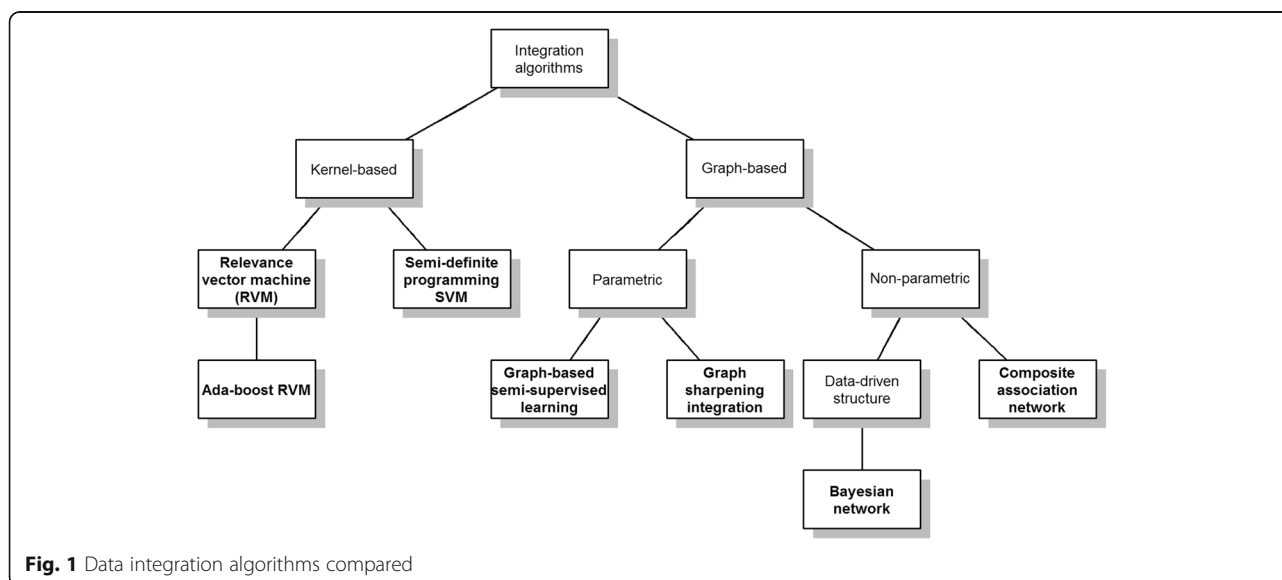 Integration
algorithms
Kernel-based
Graph-based
Relevance
vector machine
(RVM)
Semi-definite
programming
SVM
Parametric
Non-parametric
Ada-boost RVM
Graph-based
semi-supervised
learning
Graph
sharpening
integration
Data-driven
structure
Composite
association
network
Bayesian
network
Fig. 1 Data integration algorithms compared